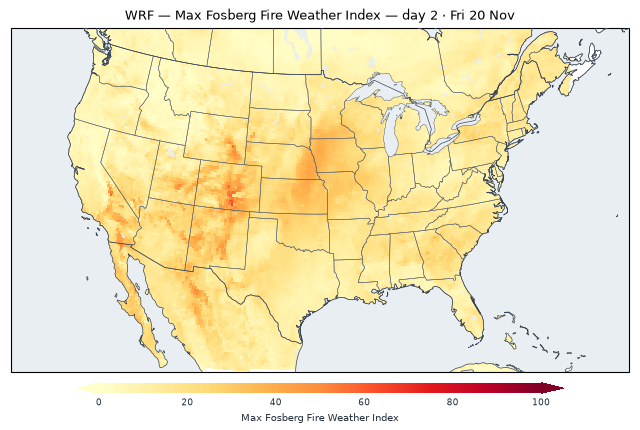 WRF — Max Fosberg Fire Weather Index — day 2 · Fri 20 Nov
0 20 40 60 80 100
Max Fosberg Fire Weather Index